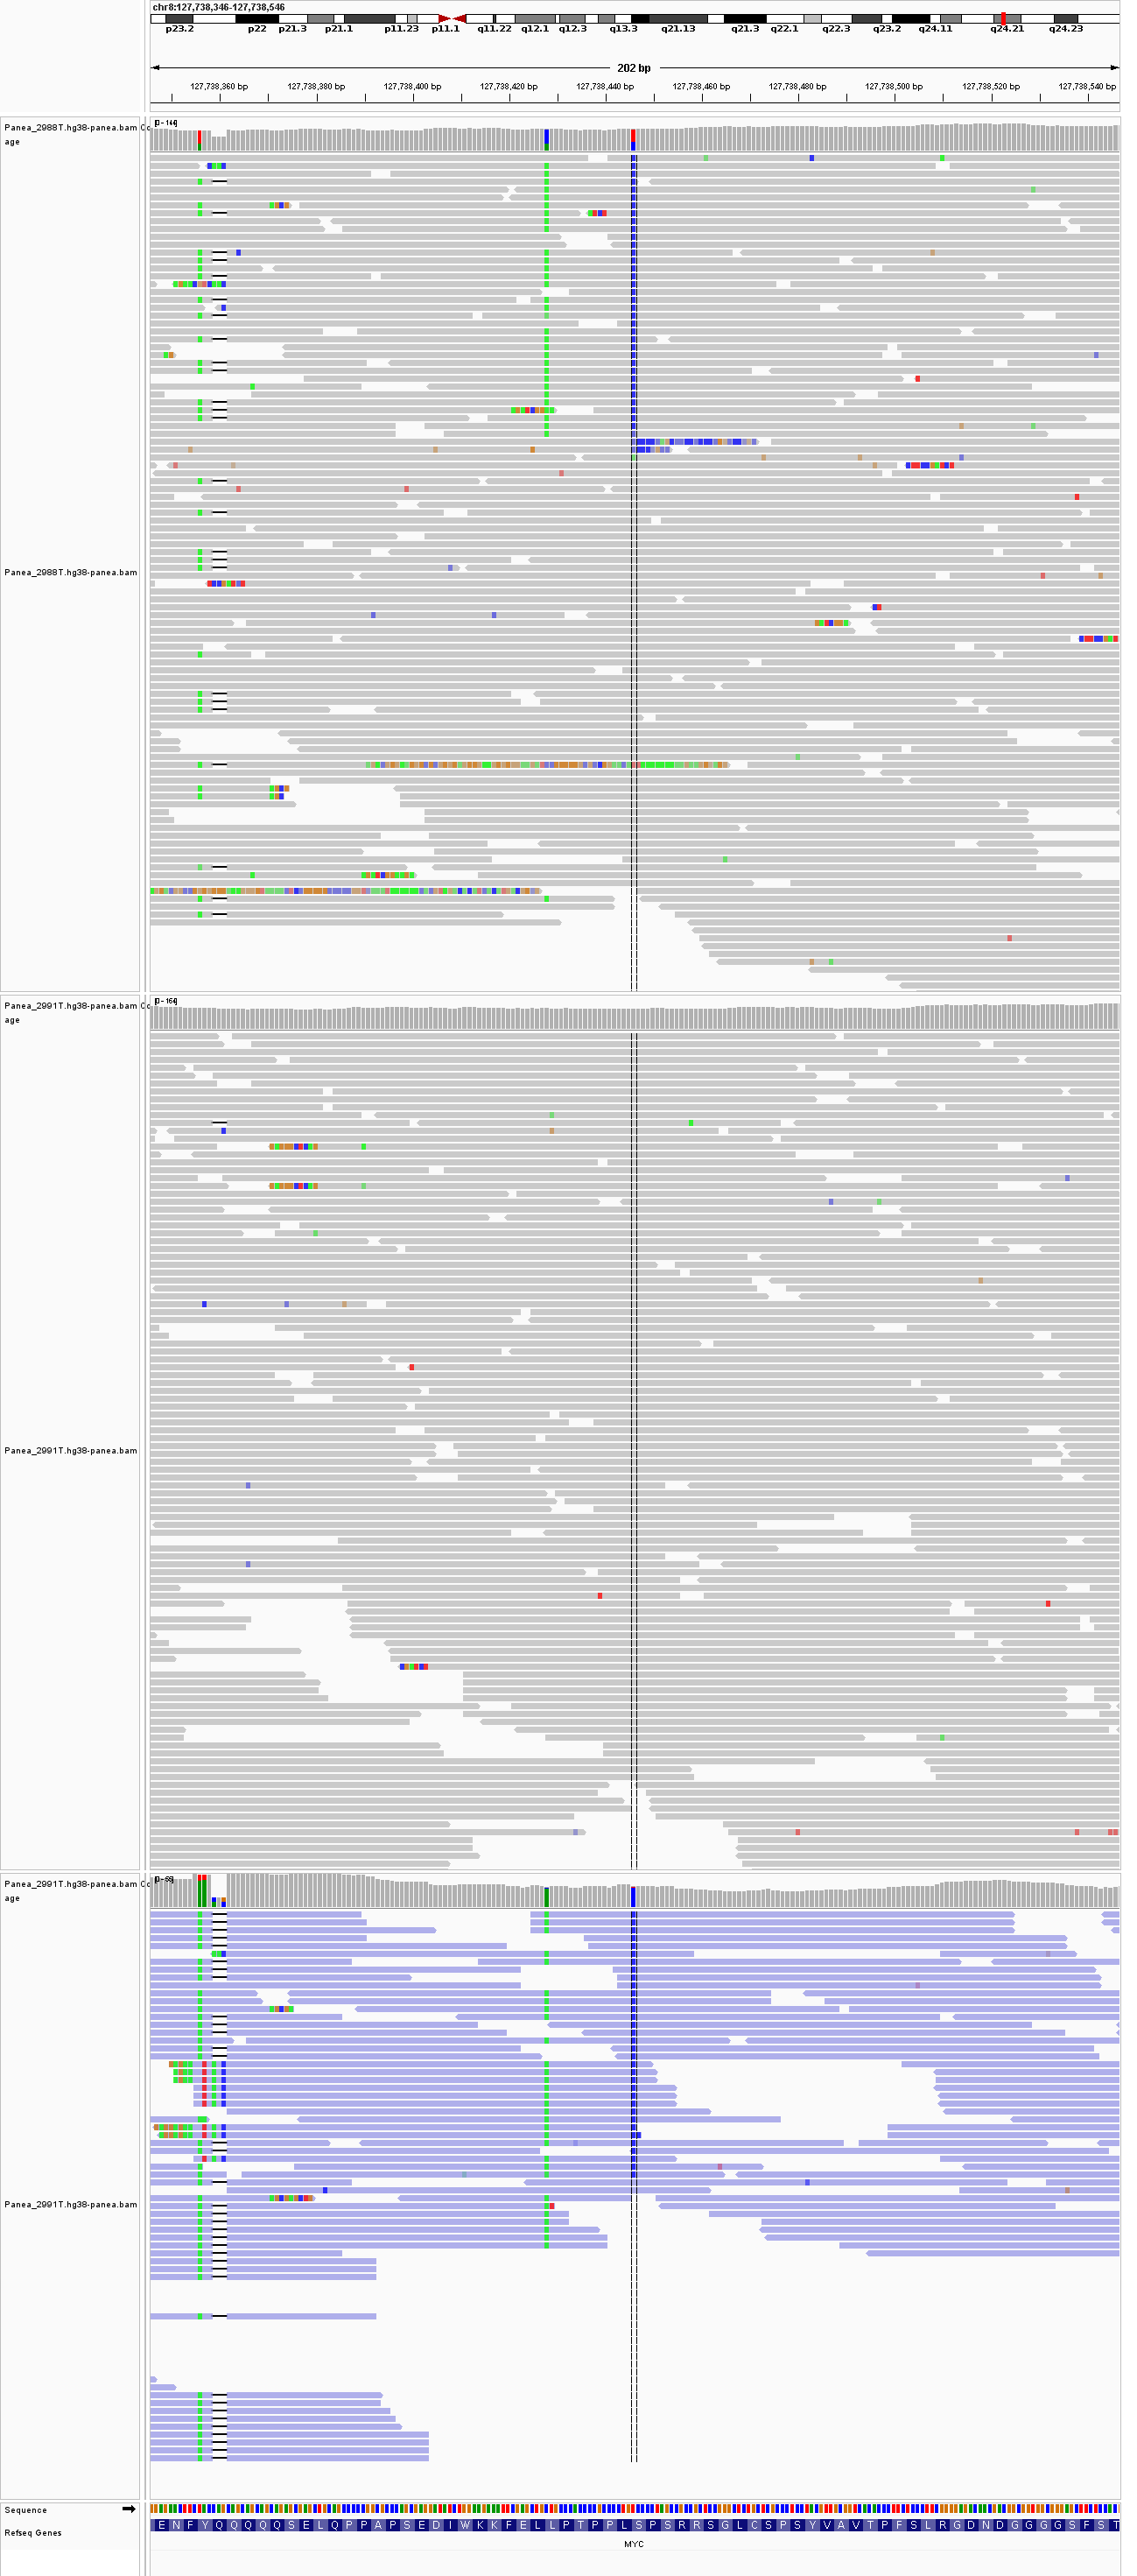 chr8:127,738,346-127,738,546
p23.2 p22 p21.3 p21.1 p11.23 p11.1 q11.22 q12.1 q12.3 q13.3 q21.13 q21.3 q22.1 q22.3 q23.2 q24.11 q24.21 q24.23
202 bp
127,738,360 bp 127,738,380 bp 127,738,400 bp 127,738,420 bp 127,738,440 bp 127,738,460 bp 127,738,480 bp 127,738,500 bp 127,738,520 bp 127,738,540 bp
Panea_2988T.hg38-panea.bam Co
age
Panea_2988T.hg38-panea.bam
Panea_2991T.hg38-panea.bam Co
age
[0 - 164]
Panea_2991T.hg38-panea.bam
Panea_2991T.hg38-panea.bam Co
age
Panea_2991T.hg38-panea.bam
Sequence
Refseq Genes
E N F Y Q Q Q Q Q S E L Q P P A P S E D I W K K F E L L P T P P L S P S R R S G L C S P S Y V A V T P F S L R G D N D G G G G S F S T
MYC